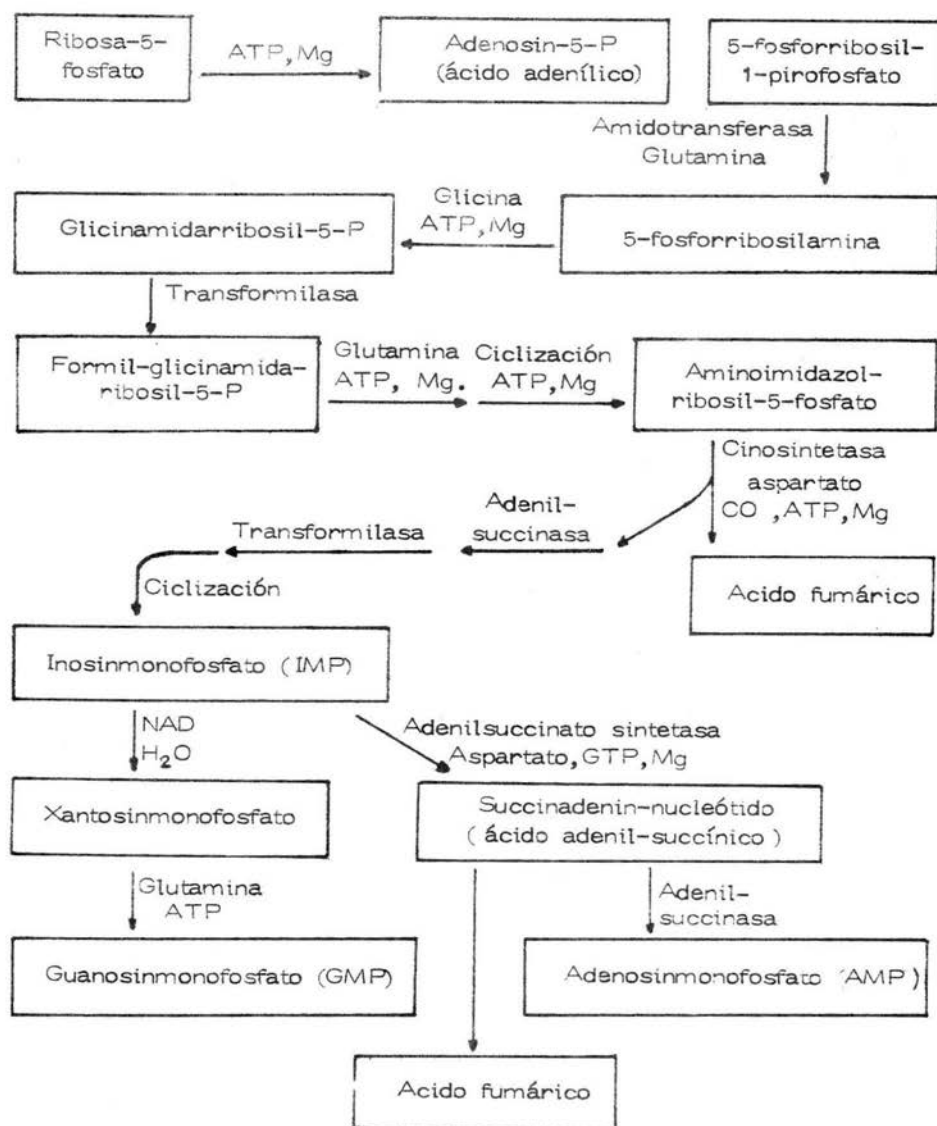 Ribosa-5-
fosfato
ATP, Mg
Adenosin-5-P
(ácido adenílico)
5-fosforribosil-
1-pirofosfato
Amidotransferasa
Glutamina
Glicinamidarribosil-5-P
Glicina
ATP, Mg
5-fosforribosilamina
Transformilasa
Formil-glicinamida-
ribosil-5-P
Glutamina
ATP, Mg.
Ciclización
ATP, Mg
Aminoimidazol-
ribosil-5-fosfato
Cinosintetasa
aspartato
CO ,ATP, Mg
Adenil-
succinasa
Transformilasa
Ciclización
Acido fumárico
Inosinmonofosfato (IMP)
NAD
H₂O
Adenilsuccinato sintetasa
Aspartato, GTP, Mg
Xantosinmonofosfato
Succinadenin-nucleótido
( ácido adenil-succínico )
Glutamina
ATP
Adenil-
succinasa
Guanosinmonofosfato (GMP)
Adenosinmonofosfato (AMP )
Acido fumárico